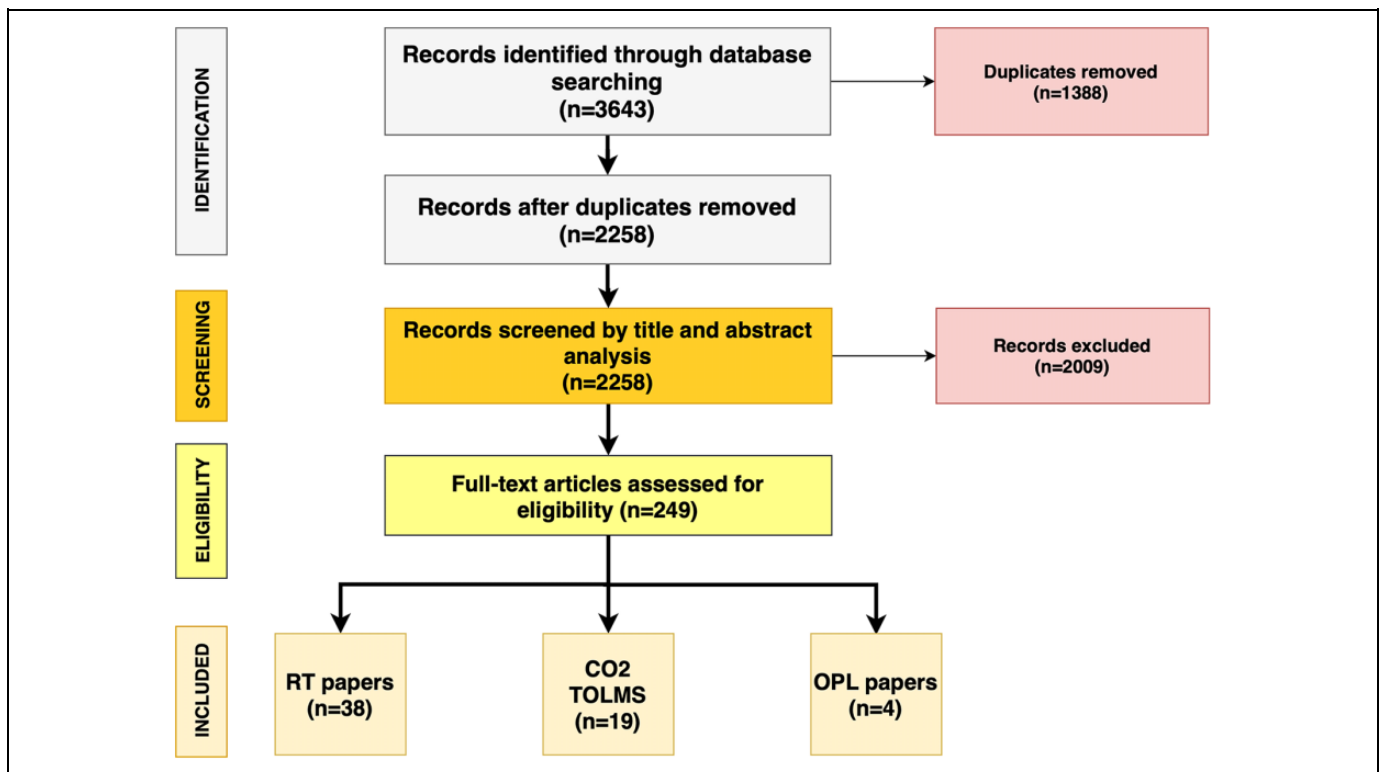 IDENTIFICATION
Records identified through database
searching
(n=3643)
Duplicates removed
(n=1388)
Records after duplicates removed
(n=2258)
SCREENING
Records screened by title and abstract
analysis
(n=2258)
Records excluded
(n=2009)
ELIGIBILITY
Full-text articles assessed for
eligibility (n=249)
INCLUDED
RT papers
(n=38)
CO2
TOLMS
(n=19)
OPL papers
(n=4)